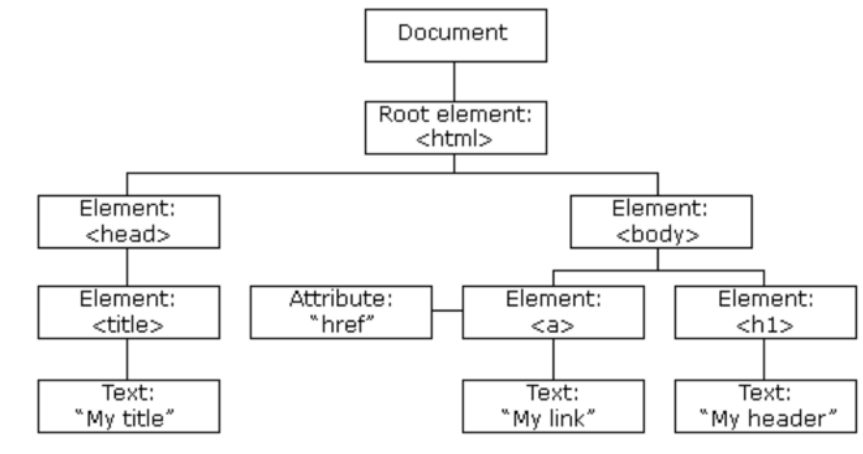 Document
Root element:
<html>
Element:
<head>
Element:
<body>
Element:
<title>
Attribute:
“href”
Element:
<a>
Element:
<h1>
Text:
“My title”
Text:
“My link”
Text:
“My header”